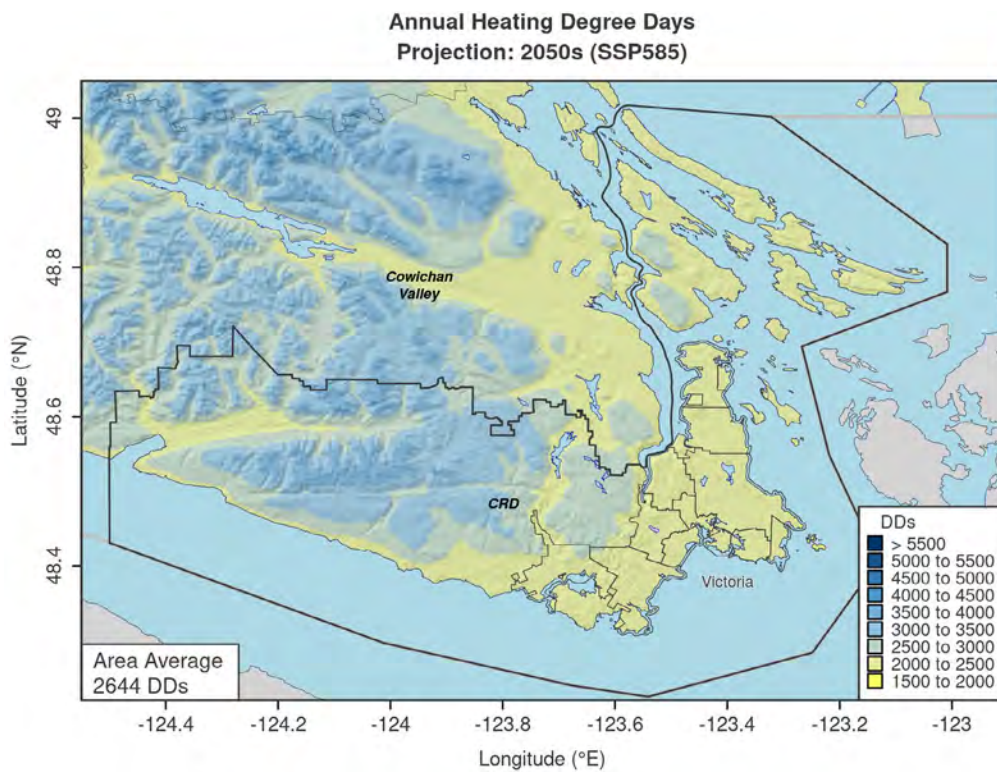 Annual Heating Degree Days
Projection: 2050s (SSP585)
Latitude (°N)
49
48.8
48.6
48.4
Cowichan
Valley
CRD
Victoria
Area Average
2644 DDs
DDs
> 5500
5000 to 5500
4500 to 5000
4000 to 4500
3500 to 4000
3000 to 3500
2500 to 3000
2000 to 2500
1500 to 2000
-124.4 -124.2 -124 -123.8 -123.6 -123.4 -123.2 -123
Longitude (°E)